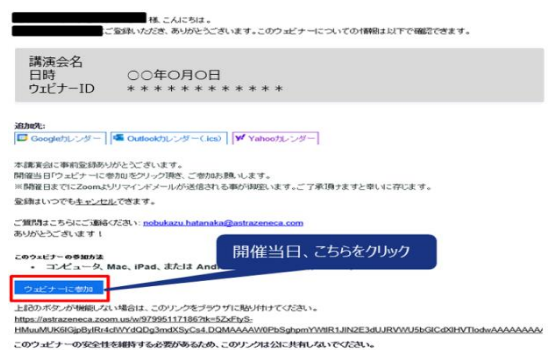 様、こんにちは。
ご登録いただき、ありがとうございます。このウェビナーについての情報は以下で確認できます。
講演会名
日時 〇〇年〇月〇日
ウェビナーID ************
追加先:
Googleカレンダー | Outlookカレンダー(.ics) | Yahooカレンダー
本講演会に事前登録ありがとうございます。
開催当日「ウェビナーに参加」をクリック頂き、ご参加お願いします。
※開催日までにZoomよりリマインドメールが送信される事が御座います。ご了承頂けますと幸いに存じます。
登録はいつでもキャンセルできます。
ご質問はこちらにご連絡ください: nobukazu.hatanaka@astrazeneca.com
ありがとうございます!
開催当日、こちらをクリック
このウェビナーの参加方法
• コンピュータ、Mac、iPad、または Andr
ウェビナーに参加
上記のボタンが機能しない場合は、このリンクをブラウザに貼り付けてください。
https://astrazeneca.zoom.us/w/97995117186?tk=5ZxFtyS-
このウェビナーの安全性を維持する必要があるため、このリンクは公に共有しないでください。